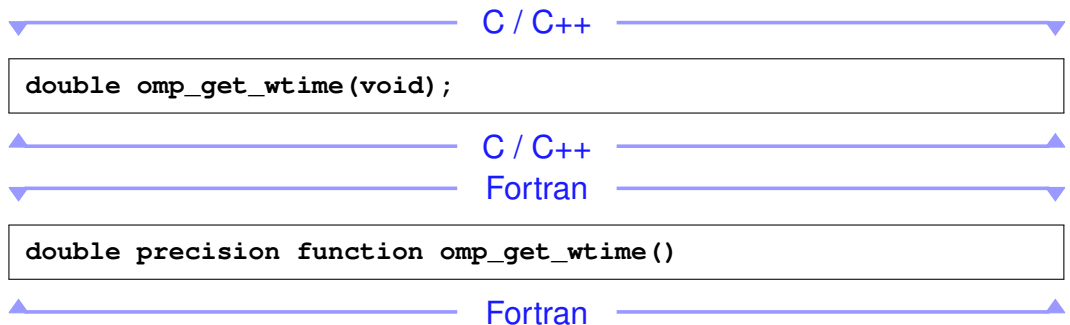 C / C++
double omp_get_wtime(void);
C / C++
Fortran
double precision function omp_get_wtime()
Fortran